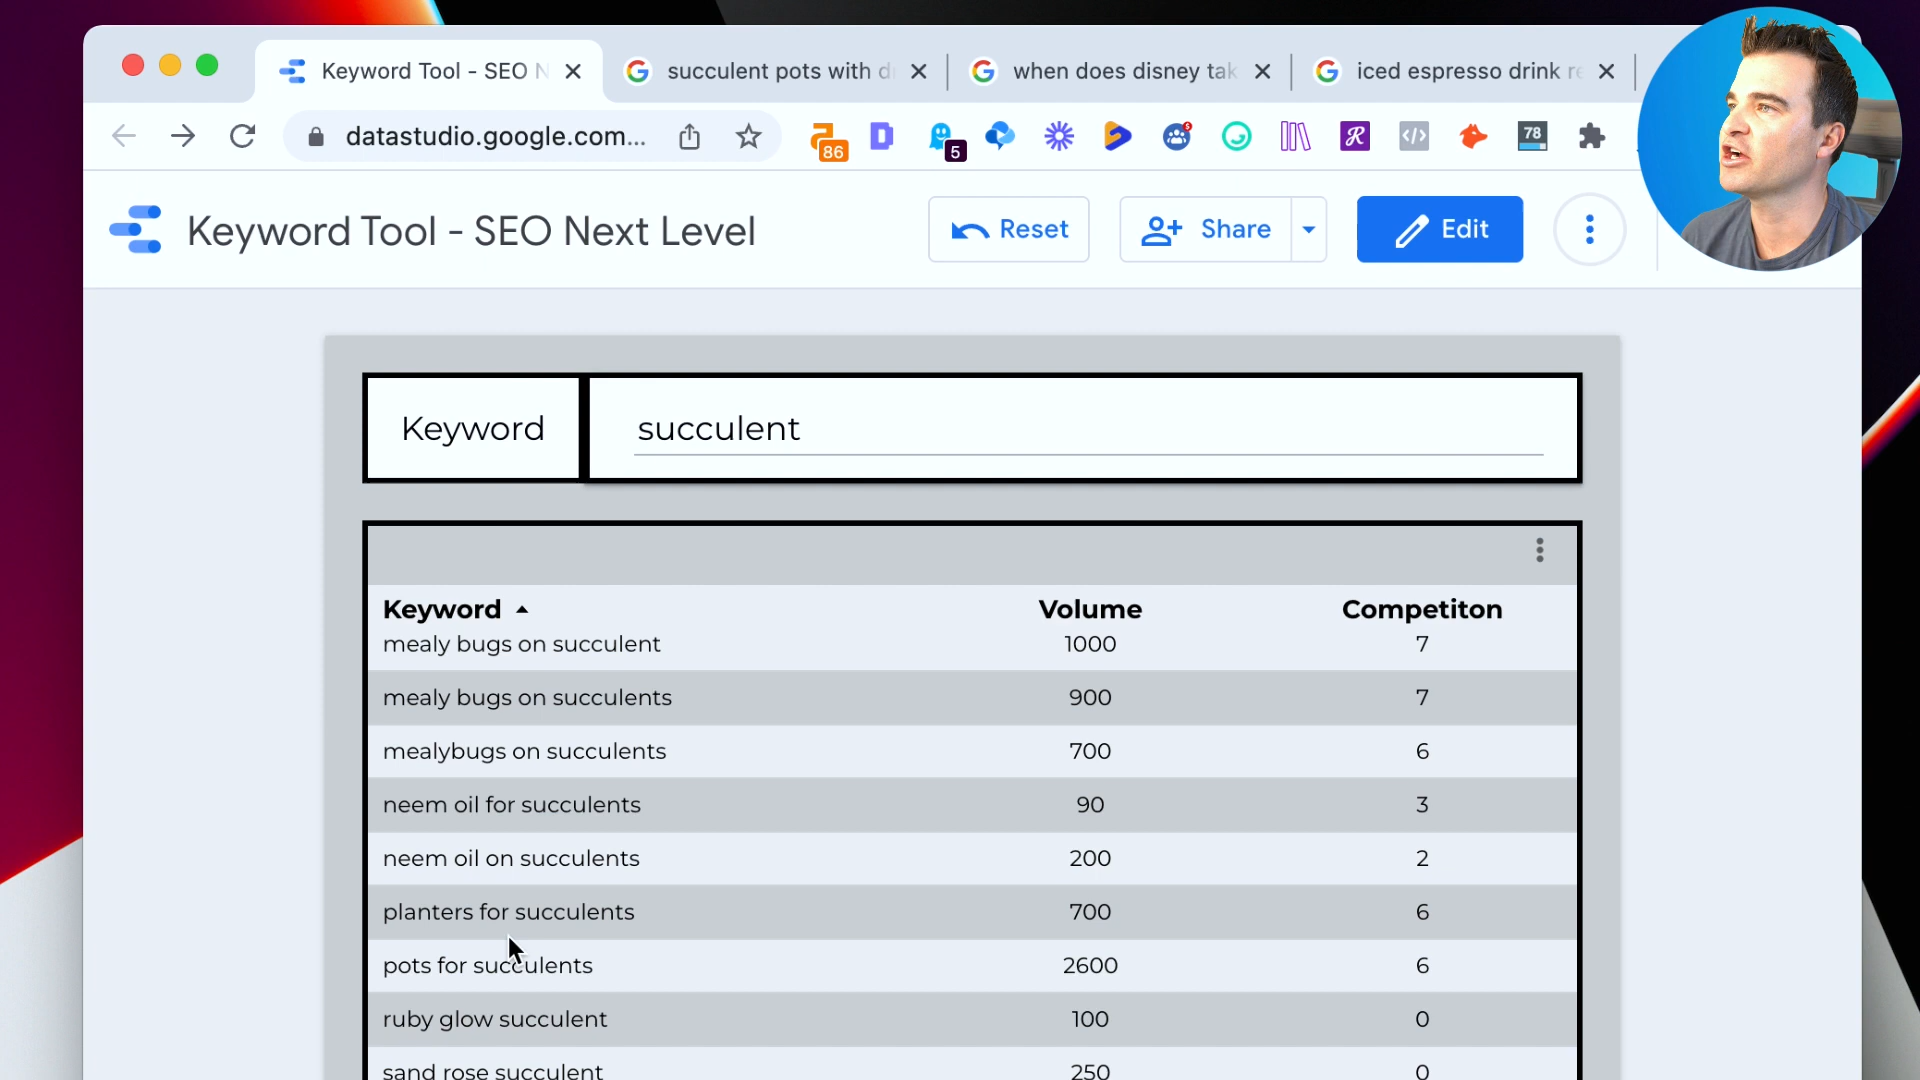 Keyword Tool - SEO N
succulent pots with d
when does disney tak
iced espresso drink re
datastudio.google.com...
86
5
78
Keyword Tool - SEO Next Level
Reset
Share
Edit
Keyword
succulent
Keyword Volume Competiton
mealy bugs on succulent 1000 7
mealy bugs on succulents 900 7
mealybugs on succulents 700 6
neem oil for succulents 90 3
neem oil on succulents 200 2
planters for succulents 700 6
pots for succulents 2600 6
ruby glow succulent 100 0
sand rose succulent 250 0